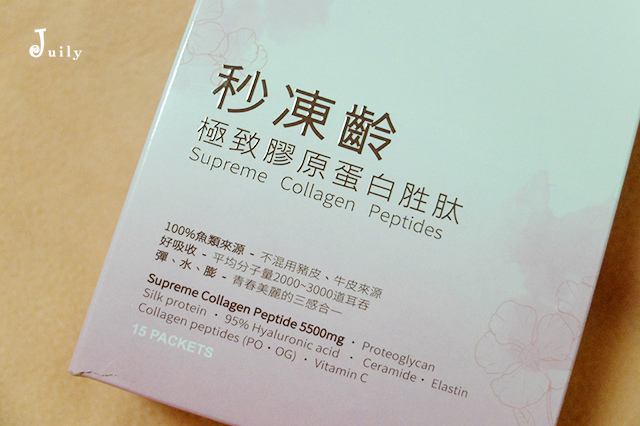 Juily
秒凍齡
極致膠原蛋白胜肽
Supreme Collagen Peptides
100%魚類來源 - 不混用豬皮、牛皮來源
好吸收 - 平均分子量2000~3000道耳吞
彈、水、膨 - 青春美麗的三感合一
Supreme Collagen Peptide 5500mg · Proteoglycan
Silk protein · 95% Hyaluronic acid · Ceramide · Elastin
Collagen peptides (PO·OG) · Vitamin C
15 PACKETS